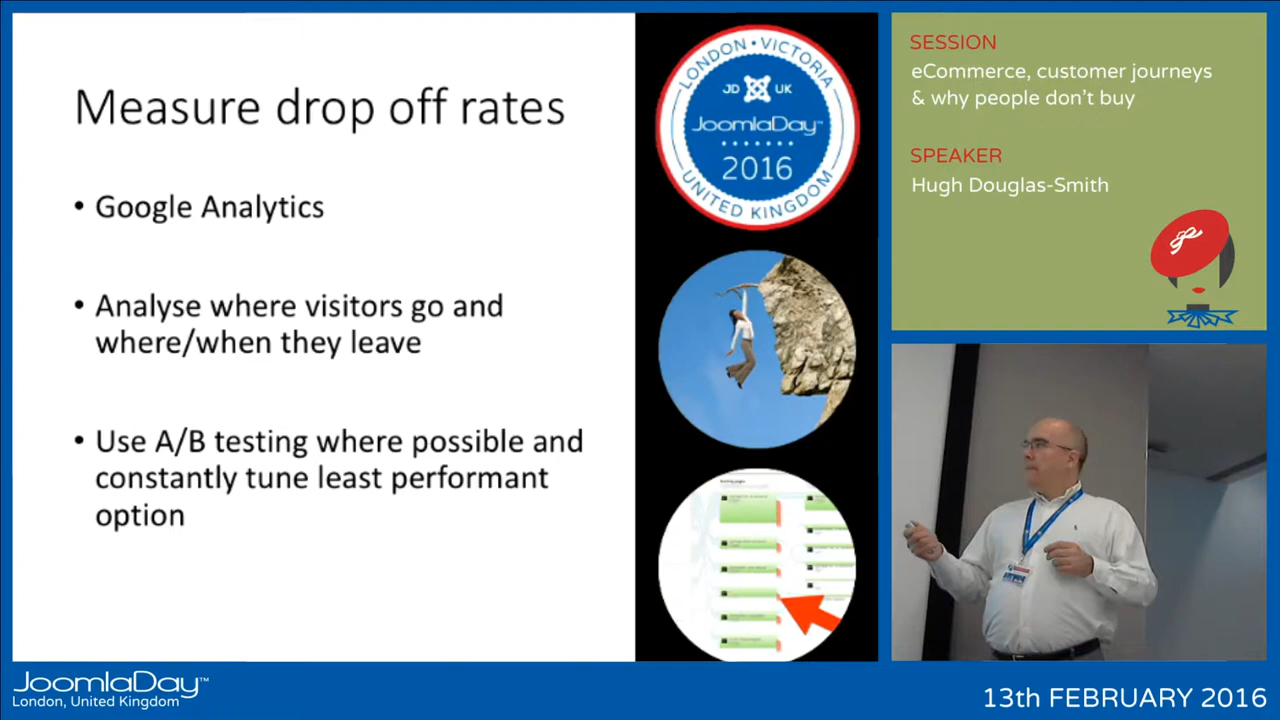 Measure drop off rates
• Google Analytics
• Analyse where visitors go and
where/when they leave
• Use A/B testing where possible and
constantly tune least performant
option
LONDON • VICTORIA
JD UK
JoomlaDay™
2016
UNITED KINGDOM
SESSION
eCommerce, customer journeys
& why people don't buy
SPEAKER
Hugh Douglas-Smith
JoomlaDay™
London, United Kingdom
13th FEBRUARY 2016